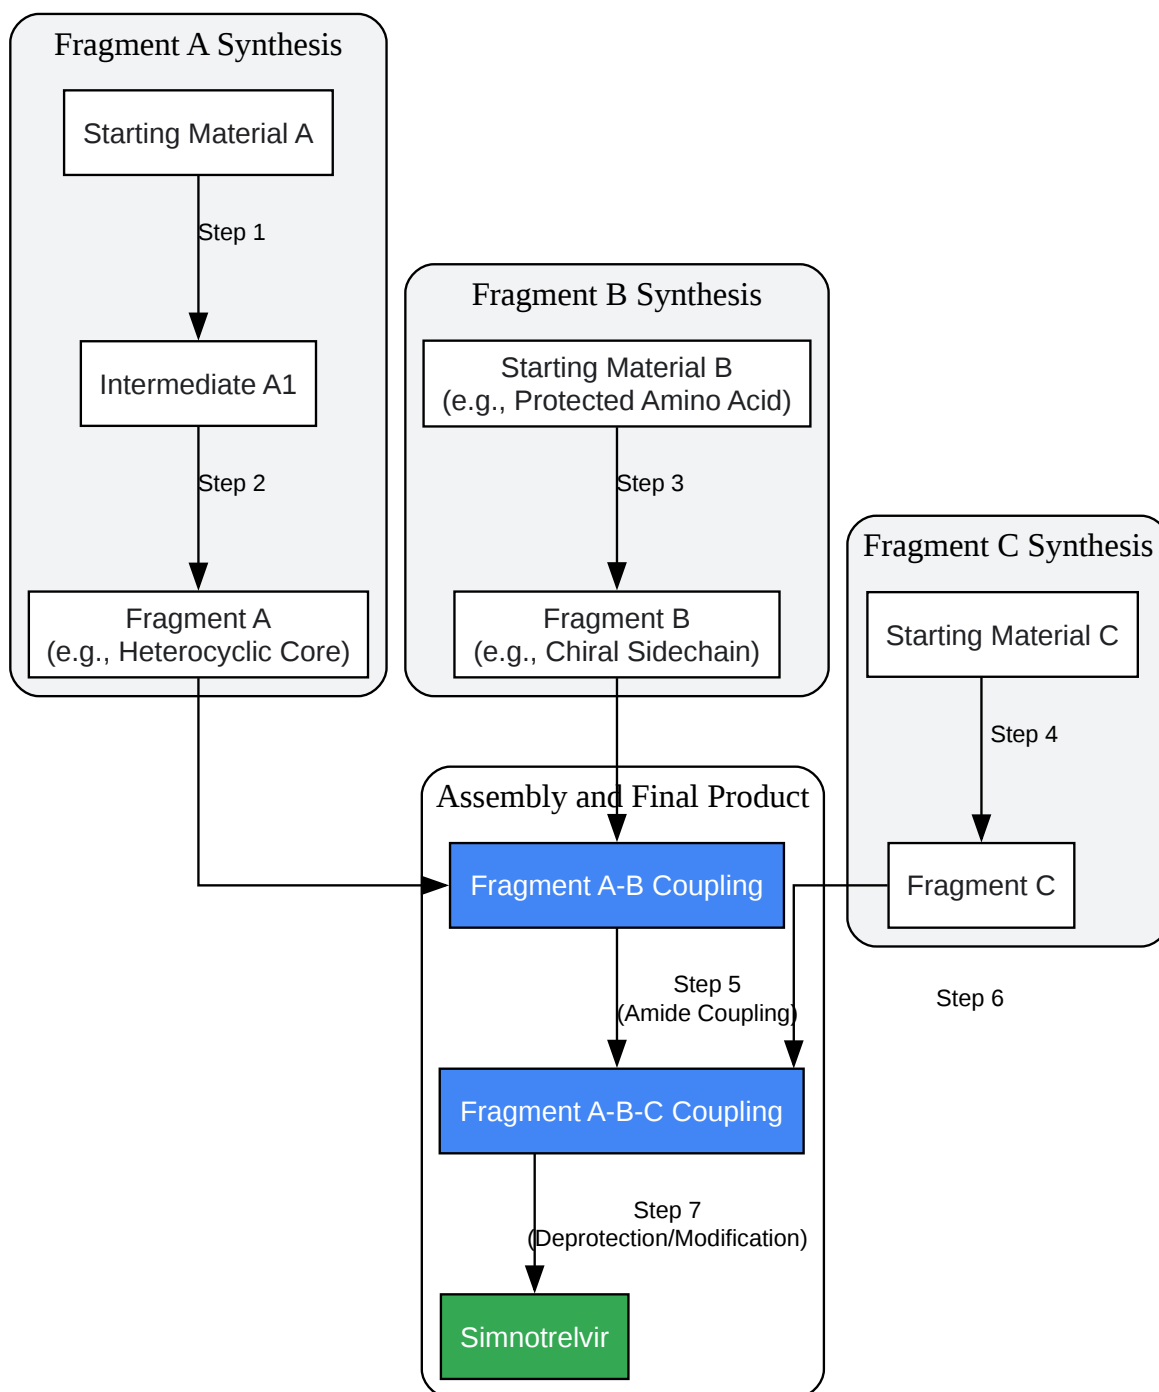 Fragment A Synthesis
Starting Material A
Step 1
Intermediate A1
Step 2
Fragment A
(e.g., Heterocyclic Core)
Fragment B Synthesis
Starting Material B
(e.g., Protected Amino Acid)
Step 3
Fragment B
(e.g., Chiral Sidechain)
Fragment C Synthesis
Starting Material C
Step 4
Fragment C
Assembly and Final Product
Fragment A-B Coupling
Step 5
(Amide Coupling)
Step 6
Fragment A-B-C Coupling
Step 7
(Deprotection/Modification)
Simnotrelvir